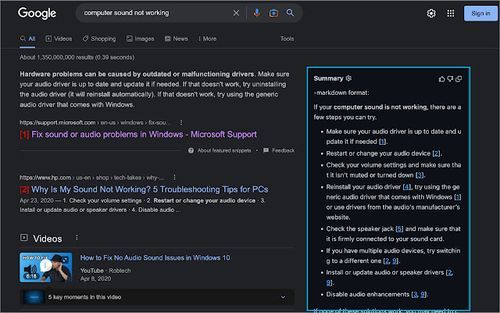 Google
computer sound not working
Sign in
All
Videos
Shopping
Images
News
More
Tools
About 1,350,000,000 results (0.39 seconds)
Hardware problems can be caused by outdated or malfunctioning drivers. Make sure
your audio driver is up to date and update it if needed. If that doesn't work, try uninstalling
the audio driver (it will reinstall automatically). If that doesn't work, try using the generic
audio driver that comes with Windows.
https://support.microsoft.com › en-us › windows › fix-sou...
[1] Fix sound or audio problems in Windows - Microsoft Support
About featured snippets • Feedback
https://www.hp.com › us-en › shop › tech-takes › why-...
[2] Why Is My Sound Not Working? 5 Troubleshooting Tips for PCs
Apr 23, 2020 — 1. Check your volume settings · 2. Restart or change your audio device · 3.
Install or update audio or speaker drivers · 4. Disable audio ...
Videos
How to Fix No Audio Sound Issues in Windows 10
YouTube · Robtech
Apr 8, 2020
5 key moments in this video
Summary
-markdown format:
If your computer sound is not working, there are a
few steps you can try.
• Make sure your audio driver is up to date and u
pdate it if needed [1].
• Restart or change your audio device [2].
• Check your volume settings and make sure tha
t it isn't muted or turned down [3].
• Reinstall your audio driver [4], try using the ge
neric audio driver that comes with Windows [1]
or use drivers from the audio's manufacturer's
website.
• Check the speaker jack [5] and make sure that
it is firmly connected to your sound card.
• If you have multiple audio devices, try switchin
g to a different one [2, 9].
• Install or update audio or speaker drivers [2,
9].
• Disable audio enhancements [2, 9].